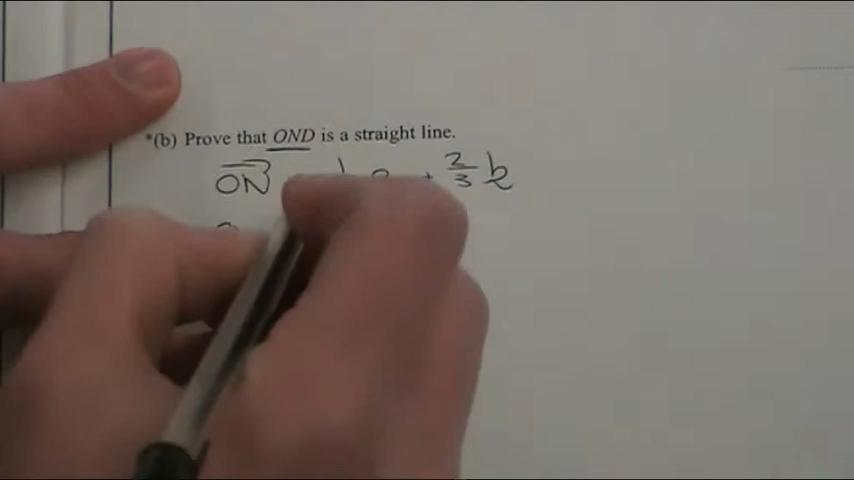 *(b) Prove that OND is a straight line.
ON + 2/3 b